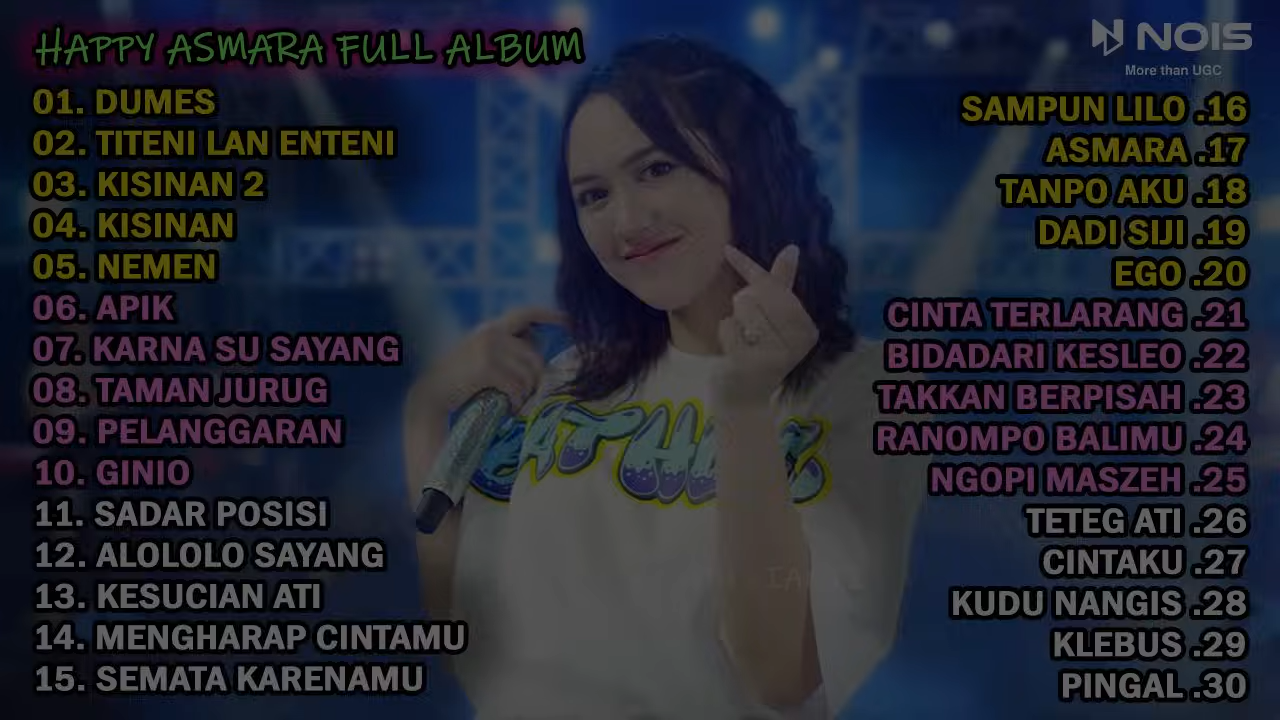 HAPPY ASMARA FULL ALBUM
NOIS
More than UGC
01. DUMES
02. TITENI LAN ENTENI
03. KISINAN 2
04. KISINAN
05. NEMEN
06. APIK
07. KARNA SU SAYANG
08. TAMAN JURUG
09. PELANGGARAN
10. GINIO
11. SADAR POSISI
12. ALOLOLO SAYANG
13. KESUCIAN ATI
14. MENGHARAP CINTAMU
15. SEMATA KARENAMU
SAMPUN LILO .16
ASMARA .17
TANPO AKU .18
DADI SIJI .19
EGO .20
CINTA TERLARANG .21
BIDADARI KESLEO .22
TAKKAN BERPISAH .23
RANOMPO BALIMU .24
NGOPI MASZEH .25
TETEG ATI .26
CINTAKU .27
KUDU NANGIS .28
KLEBUS .29
PINGAL .30